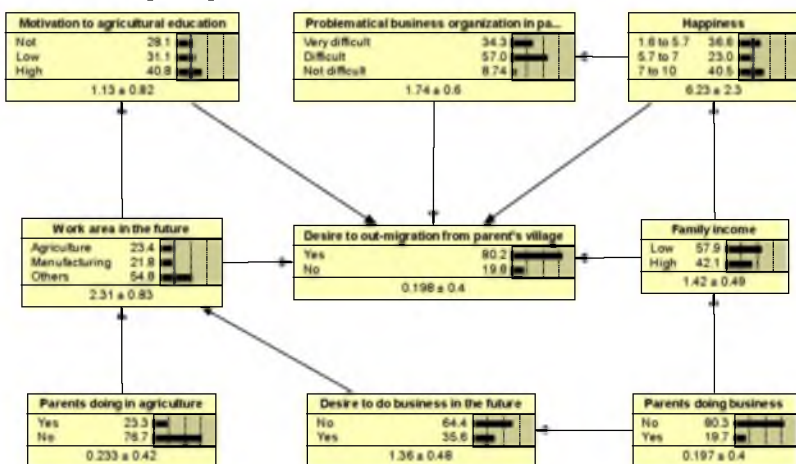 Motivation to agricultural education
Not 28.1
Low 31.1
High 40.8
1.13 ± 0.82
Problematical business organization in pa...
Very difficult 34.3
Difficult 57.0
Not difficult 8.74
1.74 ± 0.6
Happiness
1.6 to 5.7 36.6
5.7 to 7 23.0
7 to 10 40.5
6.23 ± 2.3
Work area in the future
Agriculture 23.4
Manufacturing 21.8
Others 54.8
2.31 ± 0.83
Desire to out-migration from parent's village
Yes 80.2
No 19.8
0.198 ± 0.4
Family income
Low 57.9
High 42.1
1.42 ± 0.49
Parents doing in agriculture
Yes 23.3
No 76.7
0.233 ± 0.42
Desire to do business in the future
No 64.4
Yes 35.6
1.36 ± 0.48
Parents doing business
No 80.3
Yes 19.7
0.197 ± 0.4